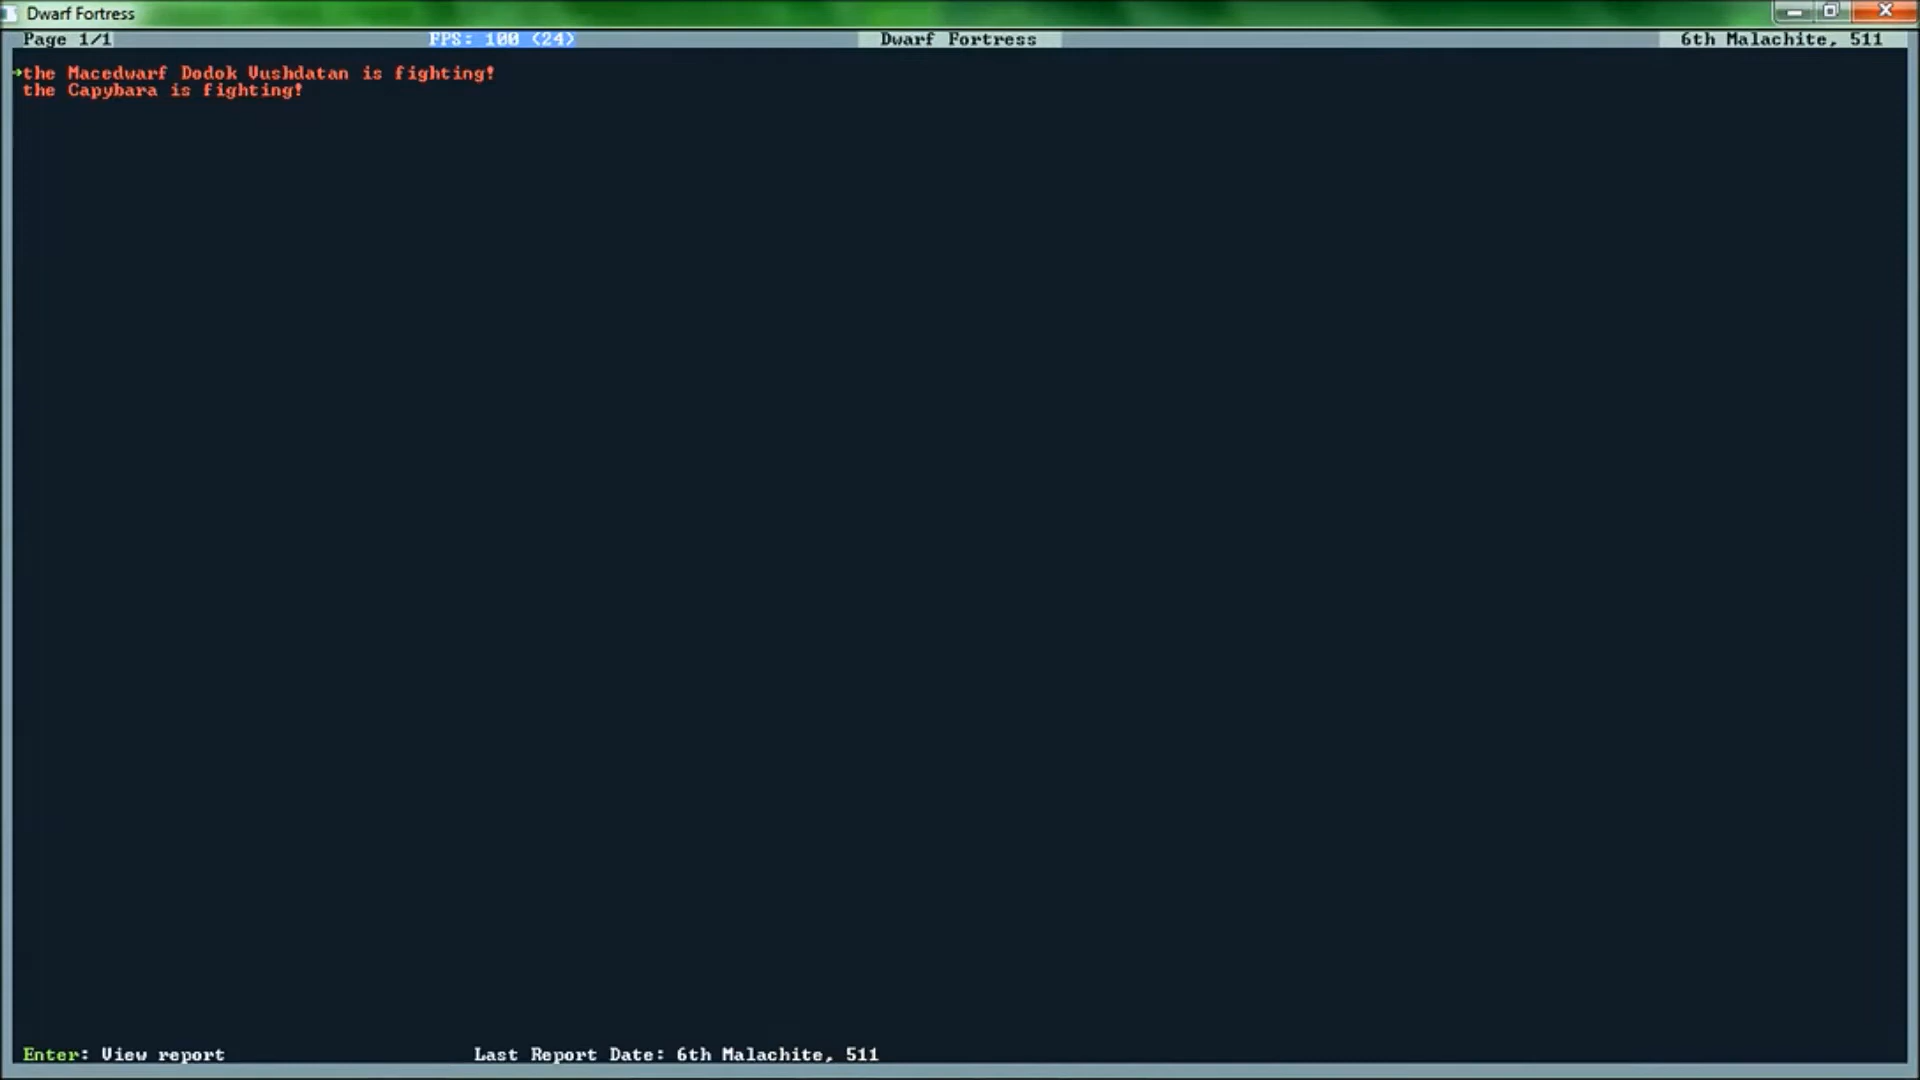 Dwarf Fortress
Page 1/1 FPS: 100 (24) Dwarf Fortress 6th Malachite, 511
the Macedwarf Dodok Vushdatan is fighting!
the Capybara is fighting!
Enter: View report Last Report Date: 6th Malachite, 511